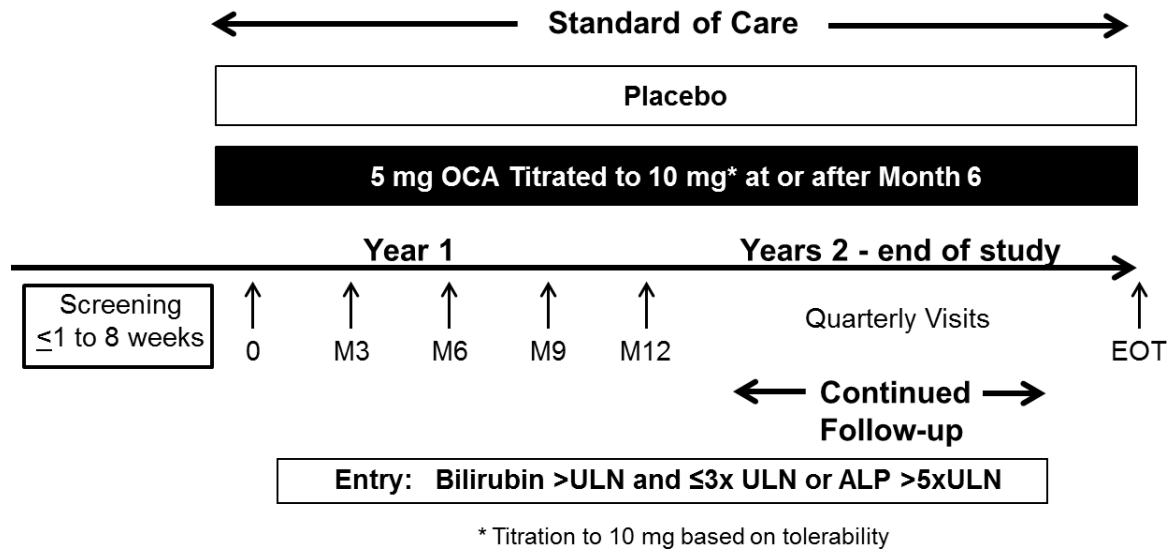 Standard of Care
Placebo
5 mg OCA Titrated to 10 mg* at or after Month 6
Year 1
Years 2 - end of study
Screening
≤1 to 8 weeks
0
M3
M6
M9
M12
Quarterly Visits
EOT
Continued
Follow-up
Entry: Bilirubin >ULN and ≤3x ULN or ALP >5xULN
* Titration to 10 mg based on tolerability